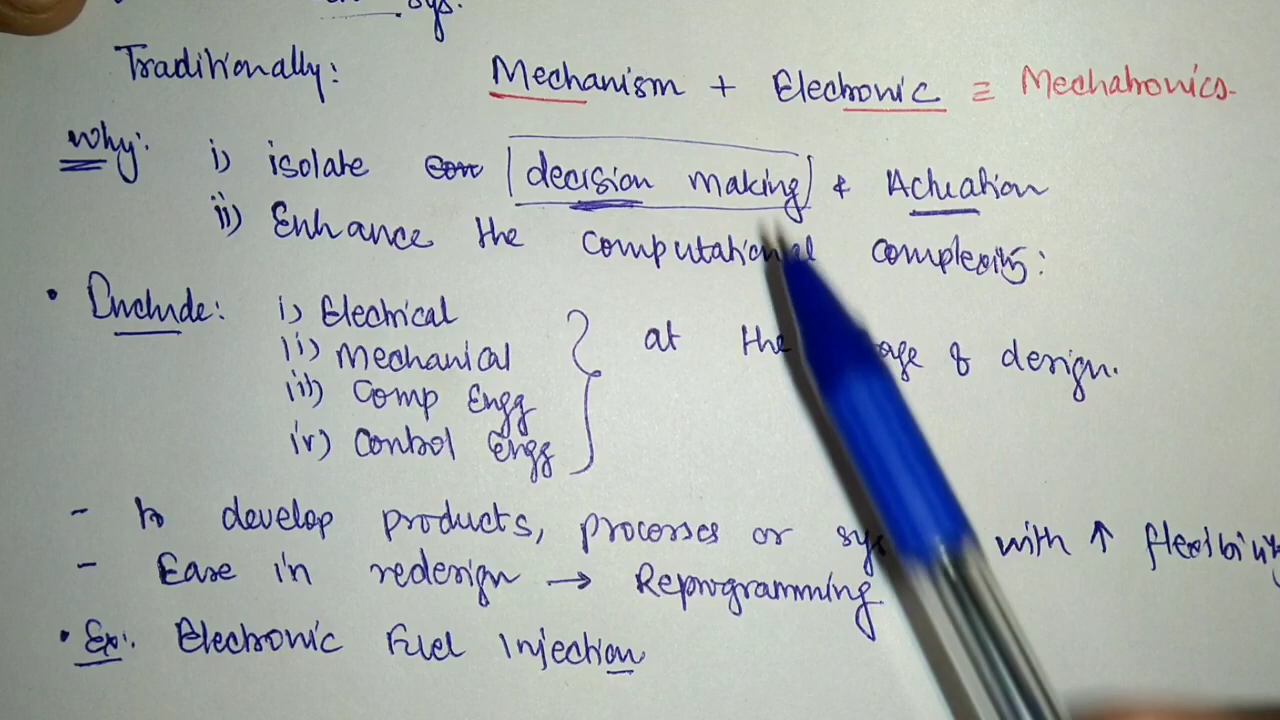 sys.
Traditionally: Mechanism + Electronic ≡ Mechatronics.
Why: i) isolate decision making & Actuation
ii) Enhance the computational complexity:
• Include: i) Electrical
ii) Mechanical
iii) Comp Engg
iv) Control Engg
at the of design.
- to develop products, processes or with ↑ flexibility
- Ease in redesign → Reprogramming
• Ex: Electronic Fuel Injection